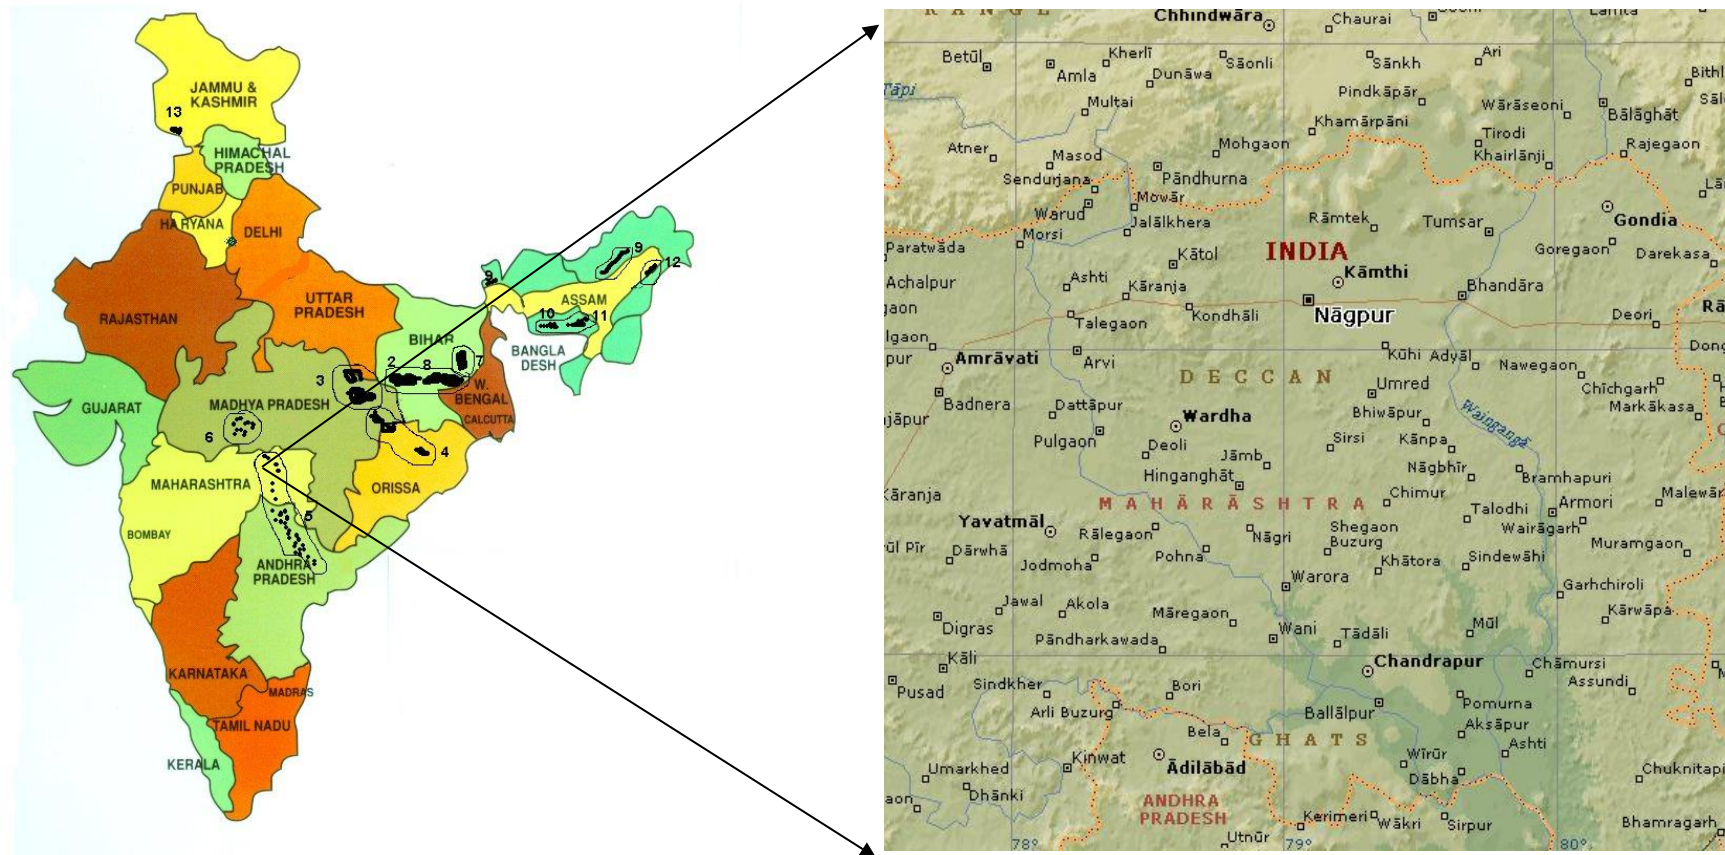 JAMMU &
KASHMIR
13
HIMACHAL
PRADESH
PUNJAB
HARYANA
DELHI
RAJASTHAN
UTTAR
PRADESH
9
9
12
ASSAM
10
11
BIHAR
BANGLA
DESH
2
8
7
3
W.
BENGAL
GUJARAT
MADHYA PRADESH
CALCUTTA
6
4
MAHARASHTRA
ORISSA
5
BOMBAY
ANDHRA
PRADESH
KARNATAKA
MADRAS
TAMIL NADU
KERALA
Chhindwāra
Chaurai
Betūl
Kherlī
Amla
Dunāwa
Sāonli
Sānkh
Ari
Tāpi
Multai
Pindkāpār
Wārāseoni
Bālāghāt
Khamārpāni
Tirodi
Atner
Masod
Mohgaon
Khairlānji
Rajegaon
Sendurjana
Pāndhurna
Mowār
Warud
Jalālkhera
Rāmtek
Tumsar
Gondia
Morsi
Paratwāda
Kātol
INDIA
Goregaon
Darekasa
Achalpur
Ashti
Kāranja
Kāmthi
Bhandāra
Talegaon
Kondhāli
Nāgpur
Deori
Amrāvati
Arvi
Kūhi
Adyāl
Nawegaon
DECCAN
Umred
Chīchgarh
Badnera
Dattāpur
Wardha
Bhiwāpur
Markākasa
Waingangā
Pulgaon
Deoli
Sirsi
Kānpa
Jāmb
Hinganghāt
Nāgbhīr
Bramhapuri
Kāranja
MAHĀRĀSHTRA
Chimur
Armori
Talodhi
Wairāgarh
Yavatmāl
Rālegaon
Nāgri
Shegaon
Buzurg
Muramgaon
Dārwhā
Pohna
Jodmoha
Khātora
Sindewāhi
Warora
Garhchiroli
Jawal
Akola
Māregaon
Kārwāpa
Digras
Pāndharkawada
Wani
Tādāli
Mūl
Kāli
Chandrapur
Chāmursi
Pusad
Sindkher
Bori
Assundi
Arli Buzurg
Ballālpur
Pomurna
Bela
GHATS
Aksāpur
Ashti
Kinwat
Ādilābād
Wīrūr
Umarkhed
Dābha
Dhānki
ANDHRA
PRADESH
Kerimeri
Wākri
Sirpur
Bhamragarh
Utnūr
78°
79°
80°